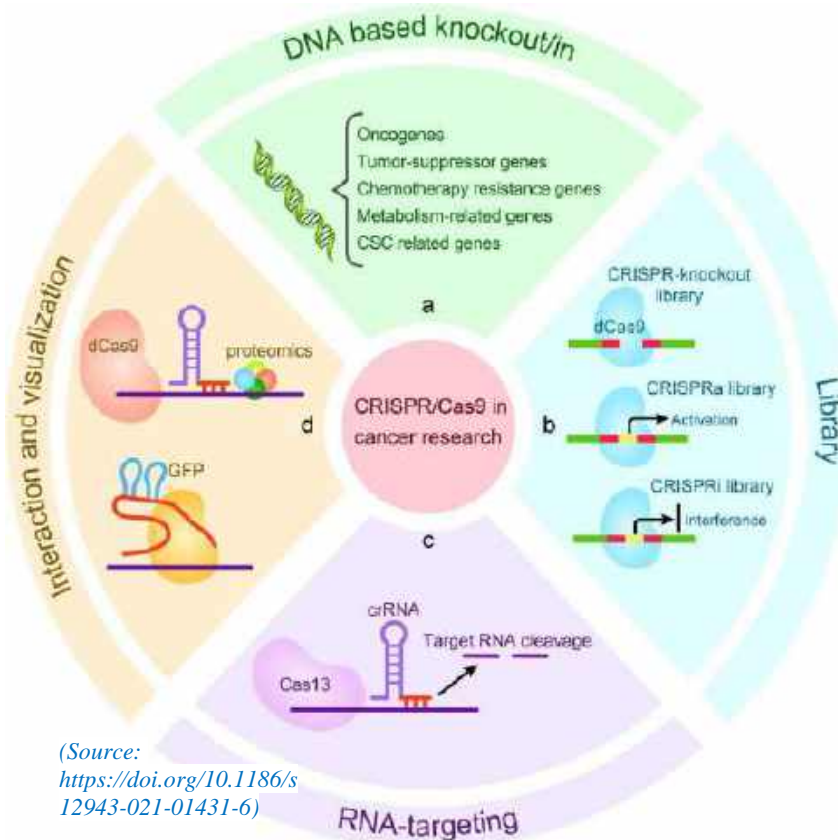 DNA based knockout/in
Oncogenes
Tumor-suppressor genes
Chemotherapy resistance genes
Metabolism-related genes
CSC related genes
a
Library
CRISPR-knockout
library
dCas9
CRISPRa library
Activation
CRISPRi library
Interferance
b
CRISPR/Cas9 in
cancer research
Interaction and visualization
dCas9
proteomics
GFP
d
c
crRNA
Target RNA cleavage
Cas13
RNA-targeting
(Source:
https://doi.org/10.1186/s
12943-021-01431-6)